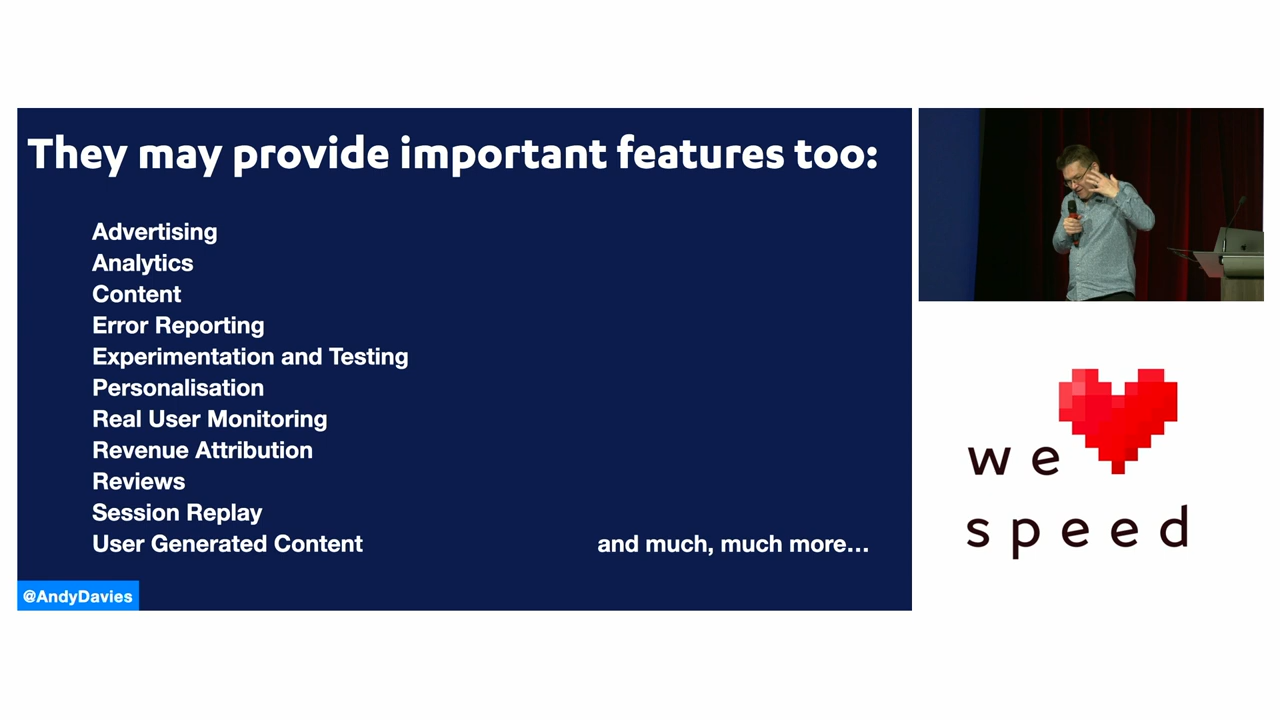 They may provide important features too:
Advertising
Analytics
Content
Error Reporting
Experimentation and Testing
Personalisation
Real User Monitoring
Revenue Attribution
Reviews
Session Replay
User Generated Content
and much, much more...
@AndyDavies
we
speed